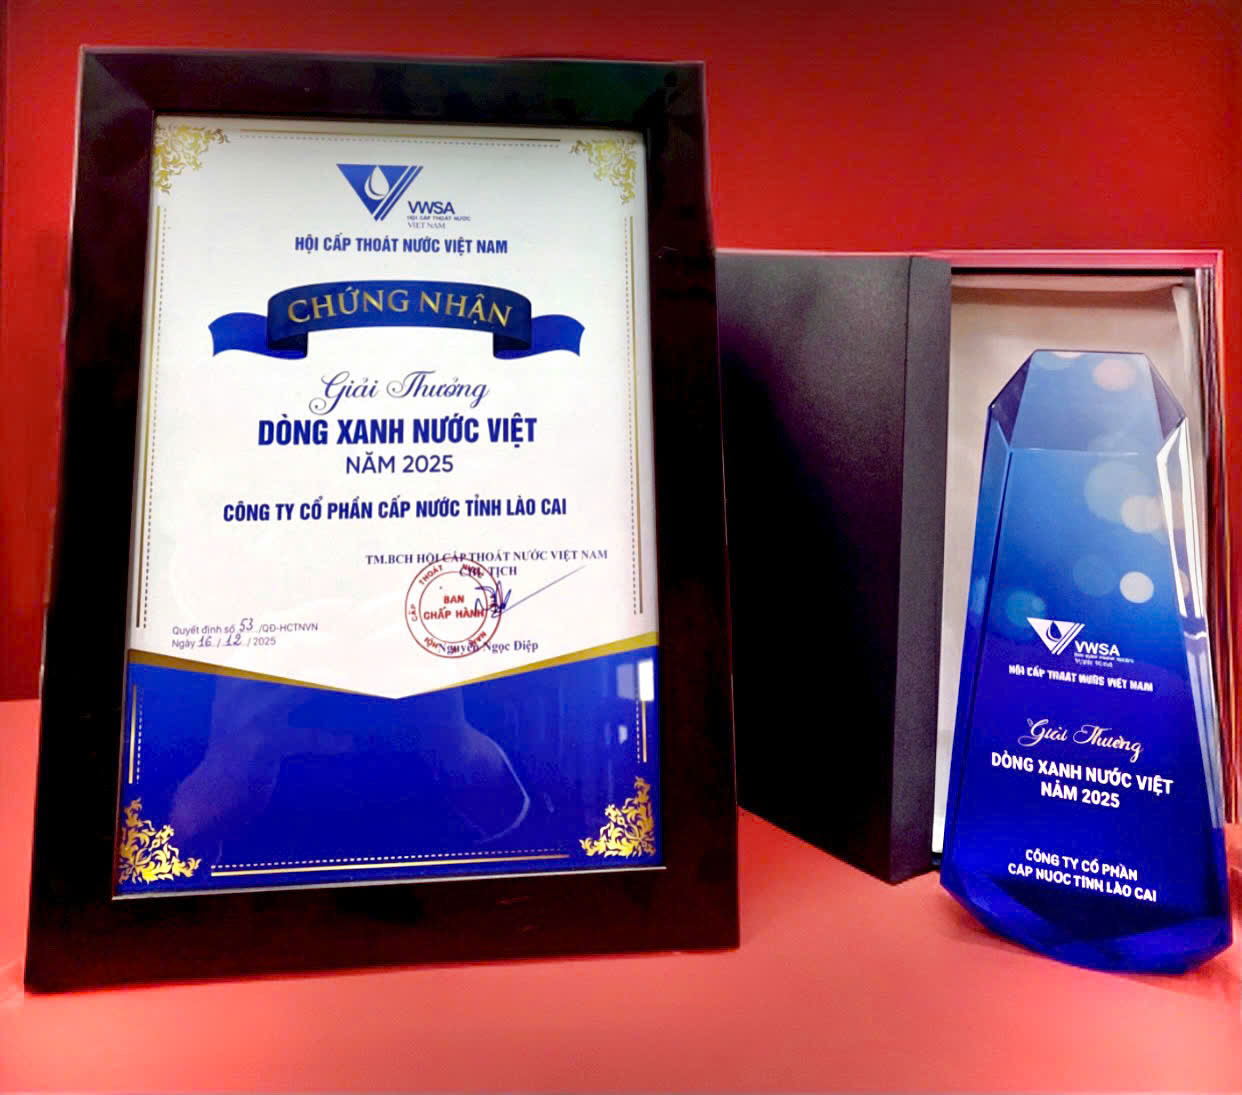 VWSA
HỘI CẤP THOÁT NƯỚC
VIỆT NAM
HỘI CẤP THOÁT NƯỚC VIỆT NAM
CHỨNG NHẬN
Giải Thưởng
DÒNG XANH NƯỚC VIỆT
NĂM 2025
CÔNG TY CỔ PHẦN CẤP NƯỚC TỈNH LÀO CAI
TM.BCH HỘI CẤP THOÁT NƯỚC VIỆT NAM
CHỦ TỊCH
BAN
CHẤP HÀNH
Nguyễn Ngọc Điệp
Quyết định số 53 /QĐ-HCTNVN
Ngày 16 / 12 / 2025
VWSA
HỘI CẤP THOÁT NƯỚC VIỆT NAM
Giải Thưởng
DÒNG XANH NƯỚC VIỆT
NĂM 2025
CÔNG TY CỔ PHẦN
CẤP NƯỚC TỈNH LÀO CAI